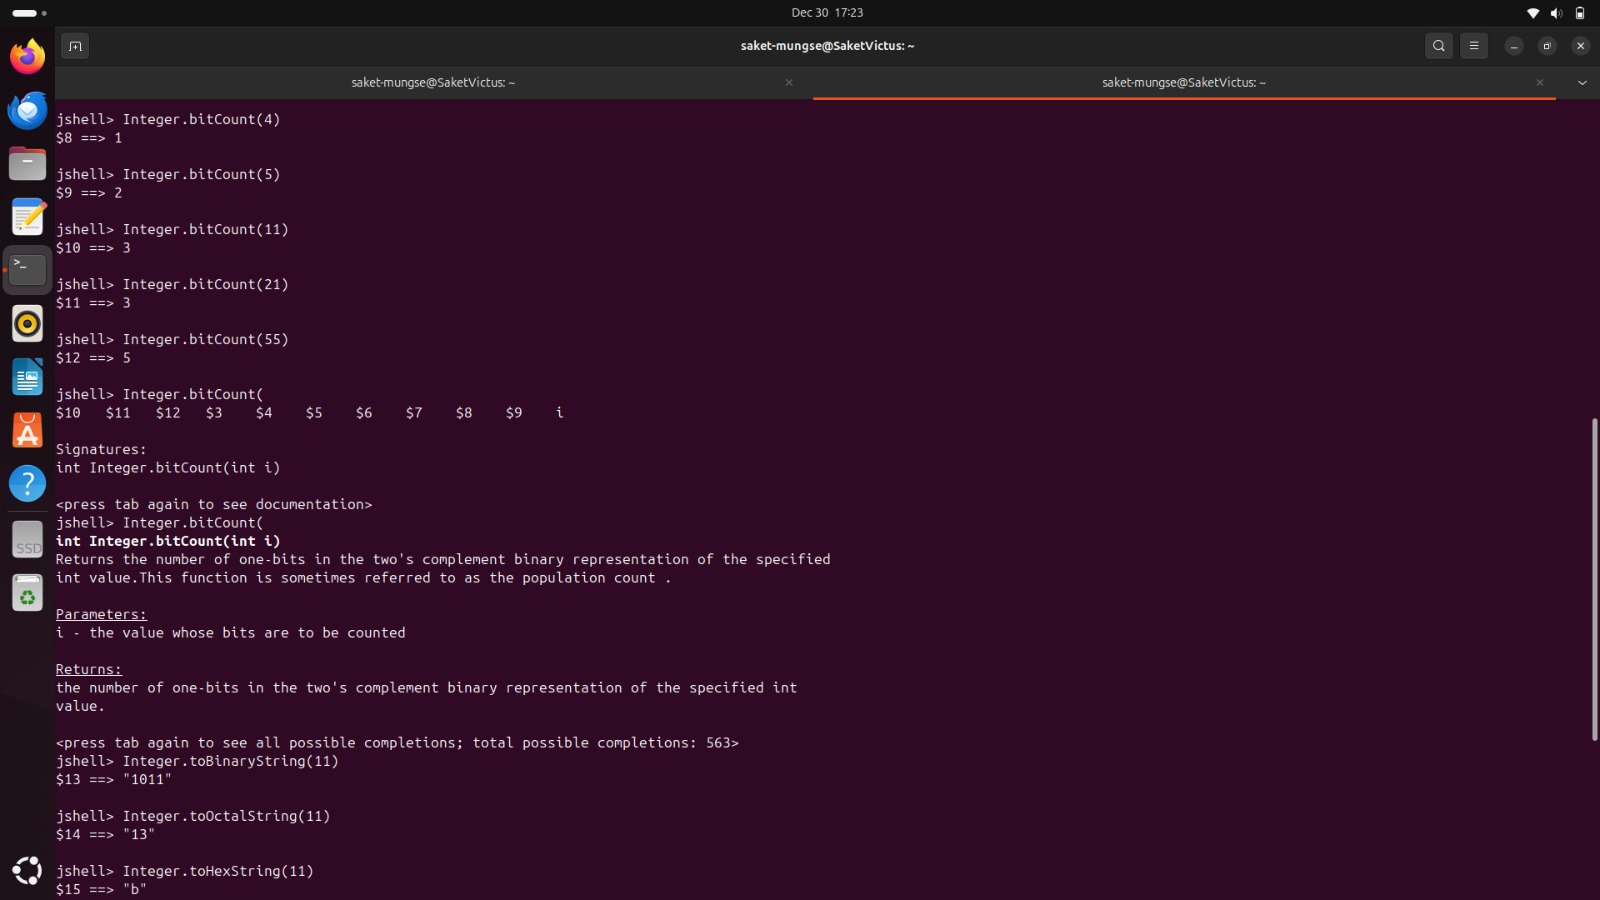 Dec 30 17:23
saket-mungse@SaketVictus: ~
saket-mungse@SaketVictus: ~
saket-mungse@SaketVictus: ~
jshell> Integer.bitCount(4)
$8 ==> 1
jshell> Integer.bitCount(5)
$9 ==> 2
jshell> Integer.bitCount(11)
$10 ==> 3
jshell> Integer.bitCount(21)
$11 ==> 3
jshell> Integer.bitCount(55)
$12 ==> 5
jshell> Integer.bitCount(
$10   $11   $12   $3    $4    $5    $6    $7    $8    $9    i
Signatures:
int Integer.bitCount(int i)
<press tab again to see documentation>
jshell> Integer.bitCount(
int Integer.bitCount(int i)
Returns the number of one-bits in the two's complement binary representation of the specified
int value.This function is sometimes referred to as the population count .
Parameters:
i - the value whose bits are to be counted
Returns:
the number of one-bits in the two's complement binary representation of the specified int
value.
<press tab again to see all possible completions; total possible completions: 563>
jshell> Integer.toBinaryString(11)
$13 ==> "1011"
jshell> Integer.toOctalString(11)
$14 ==> "13"
jshell> Integer.toHexString(11)
$15 ==> "b"
SSD